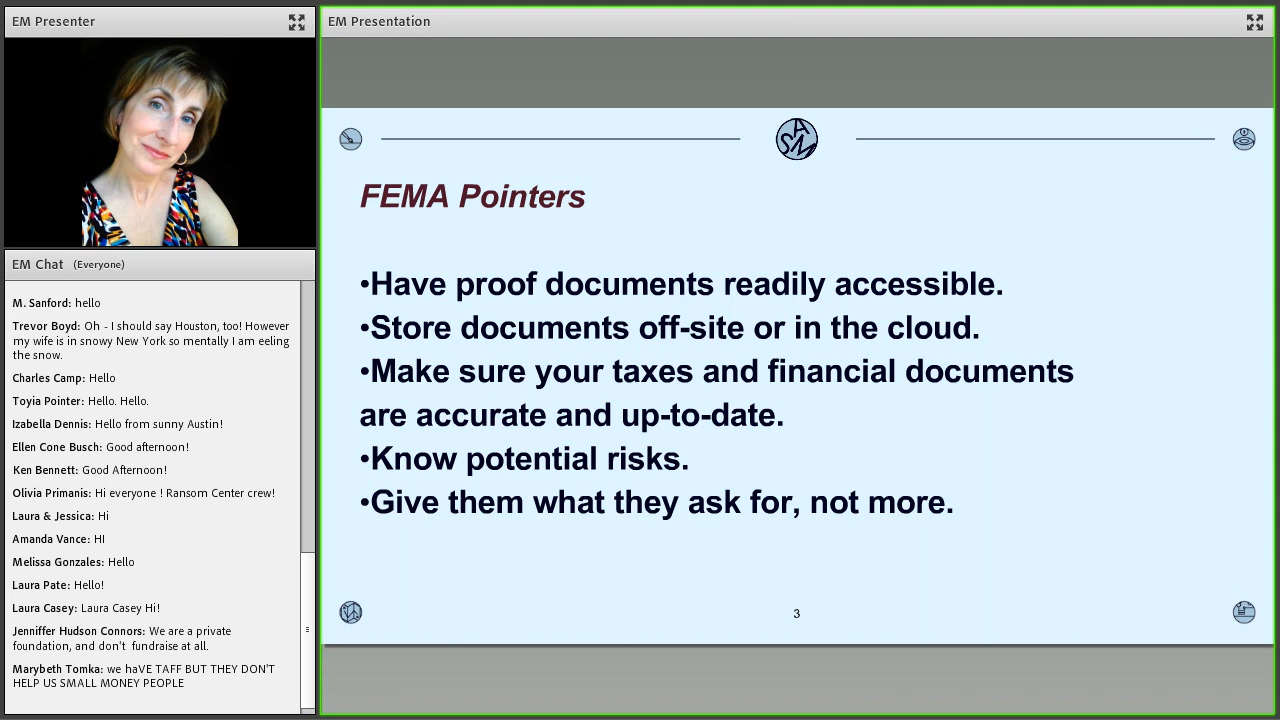 EM Presenter
EM Chat (Everyone)
M. Sanford: hello
Trevor Boyd: Oh - I should say Houston, too! However
my wife is in snowy New York so mentally I am eeling
the snow.
Charles Camp: Hello
Toyia Pointer: Hello. Hello.
Izabella Dennis: Hello from sunny Austin!
Ellen Cone Busch: Good afternoon!
Ken Bennett: Good Afternoon!
Olivia Primanis: Hi everyone ! Ransom Center crew!
Laura & Jessica: Hi
Amanda Vance: HI
Melissa Gonzales: Hello
Laura Pate: Hello!
Laura Casey: Laura Casey Hi!
Jenniffer Hudson Connors: We are a private
foundation, and don't  fundraise at all.
Marybeth Tomka: we haVE TAFF BUT THEY DON'T
HELP US SMALL MONEY PEOPLE
EM Presentation
ASM
FEMA Pointers
•Have proof documents readily accessible.
•Store documents off-site or in the cloud.
•Make sure your taxes and financial documents
are accurate and up-to-date.
•Know potential risks.
•Give them what they ask for, not more.
3